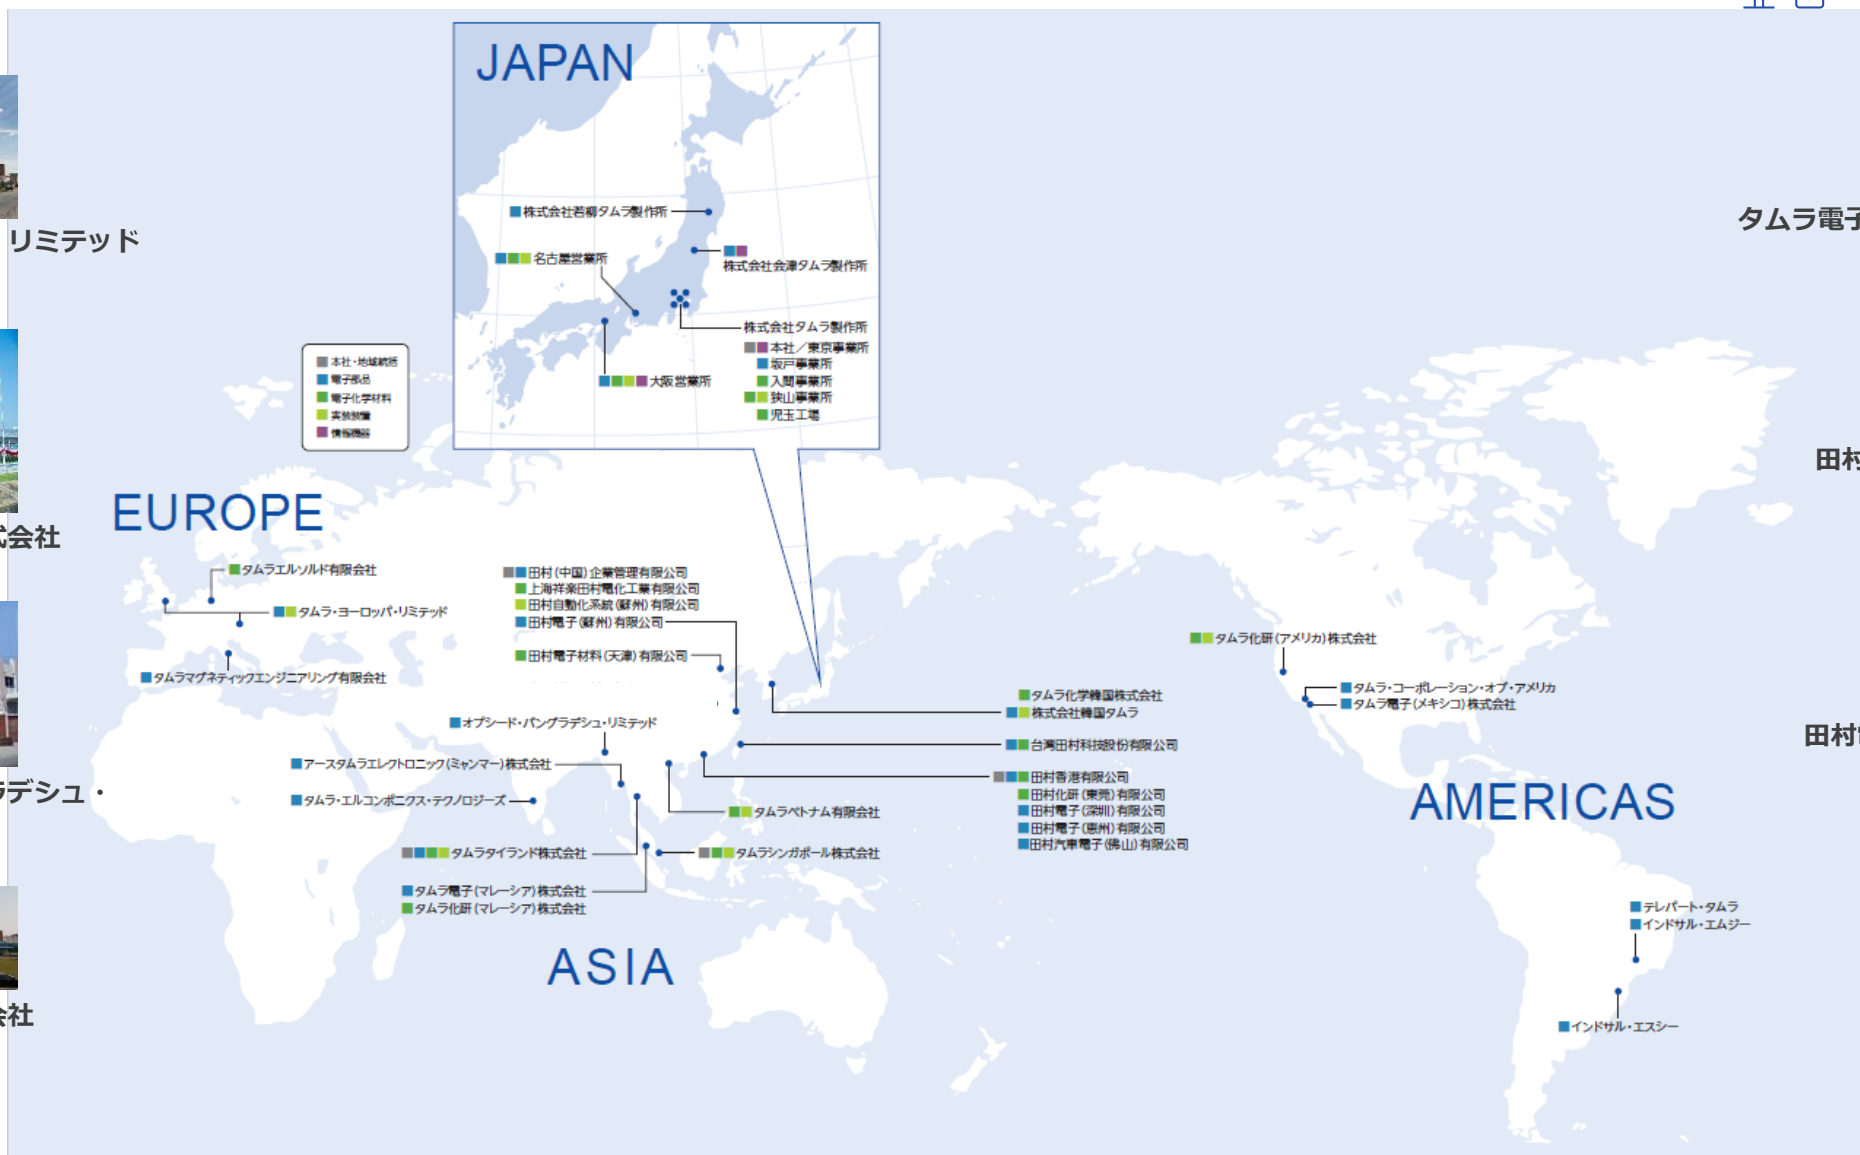 JAPAN
株式会社若柳タムラ製作所
名古屋営業所
株式会社会津タムラ製作所
株式会社タムラ製作所
本社／東京事業所
坂戸事業所
入間事業所
狭山事業所
児玉工場
大阪営業所
本社・地域統括
電子部品
電子化学材料
実装装置
情報機器
リミテッド
式会社
ラデシュ・
会社
タムラ電子
田村
田村
EUROPE
タムラエルソルド有限会社
タムラ・ヨーロッパ・リミテッド
タムラマグネティックエンジニアリング有限会社
田村(中国)企業管理有限公司
上海祥楽田村電化工業有限公司
田村自動化系統(蘇州)有限公司
田村電子(蘇州)有限公司
田村電子材料(天津)有限公司
オプシード・バングラデシュ・リミテッド
アースタムラエレクトロニック(ミャンマー)株式会社
タムラ・エルコンポニクス・テクノロジーズ
タムラベトナム有限会社
タムラタイランド株式会社
タムラシンガポール株式会社
タムラ電子(マレーシア)株式会社
タムラ化研(マレーシア)株式会社
ASIA
タムラ化学韓国株式会社
株式会社韓国タムラ
台湾田村科技股份有限公司
田村香港有限公司
田村化研(東莞)有限公司
田村電子(深圳)有限公司
田村電子(惠州)有限公司
田村汽車電子(佛山)有限公司
タムラ化研(アメリカ)株式会社
タムラ・コーポレーション・オブ・アメリカ
タムラ電子(メキシコ)株式会社
AMERICAS
テレパート・タムラ
インドサル・エムジー
インドサル・エスシー